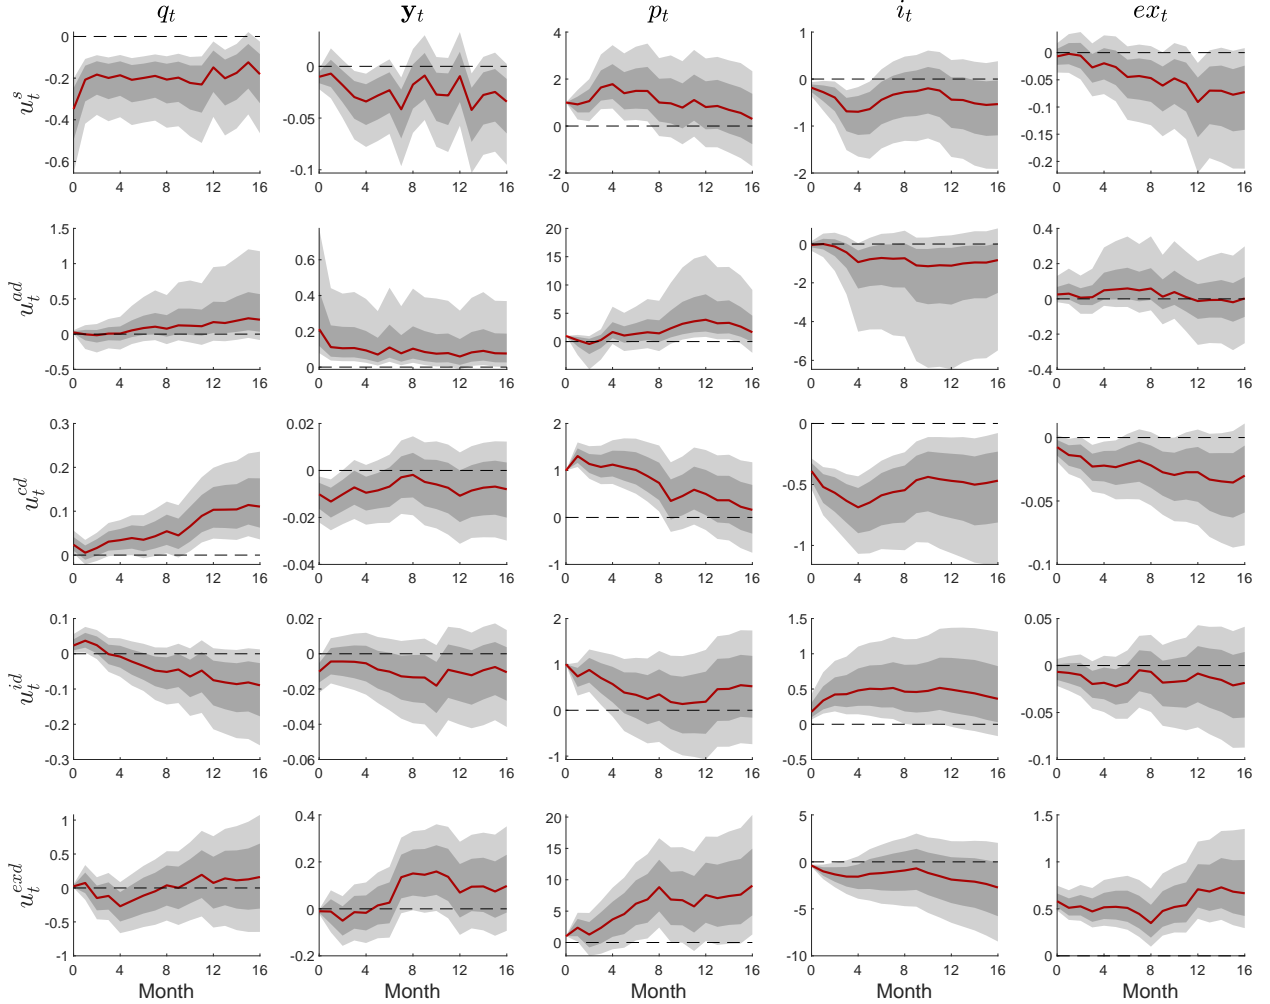 q_t y_t p_t i_t ex_t
u_t^s
0 -0.2 -0.4 -0.6 0 4 8 12 16
0 -0.05 -0.1 0 4 8 12 16
4 2 0 -2 0 4 8 12 16
1 0 -1 -2 0 4 8 12 16
0 -0.05 -0.1 -0.15 -0.2 0 4 8 12 16
u_t^{ad}
1.5 1 0.5 0 -0.5 0 4 8 12 16
0.6 0.4 0.2 0 0 4 8 12 16
20 15 10 5 0 -5 0 4 8 12 16
0 -2 -4 -6 0 4 8 12 16
0.4 0.2 0 -0.2 -0.4 0 4 8 12 16
u_t^{cd}
0.3 0.2 0.1 0 0 4 8 12 16
0.02 0 -0.02 -0.04 0 4 8 12 16
2 1 0 -1 0 4 8 12 16
0 -0.5 -1 0 4 8 12 16
0 -0.05 -0.1 0 4 8 12 16
u_t^{id}
0.1 0 -0.1 -0.2 -0.3 0 4 8 12 16
0.02 0 -0.02 -0.04 -0.06 0 4 8 12 16
2 1 0 -1 0 4 8 12 16
1.5 1 0.5 0 -0.5 0 4 8 12 16
0.05 0 -0.05 -0.1 0 4 8 12 16
u_t^{exd}
1 0.5 0 -0.5 -1 0 4 8 12 16
0.4 0.2 0 -0.2 0 4 8 12 16
20 15 10 5 0 0 4 8 12 16
5 0 -5 -10 0 4 8 12 16
1.5 1 0.5 0 0 4 8 12 16
Month Month Month Month Month